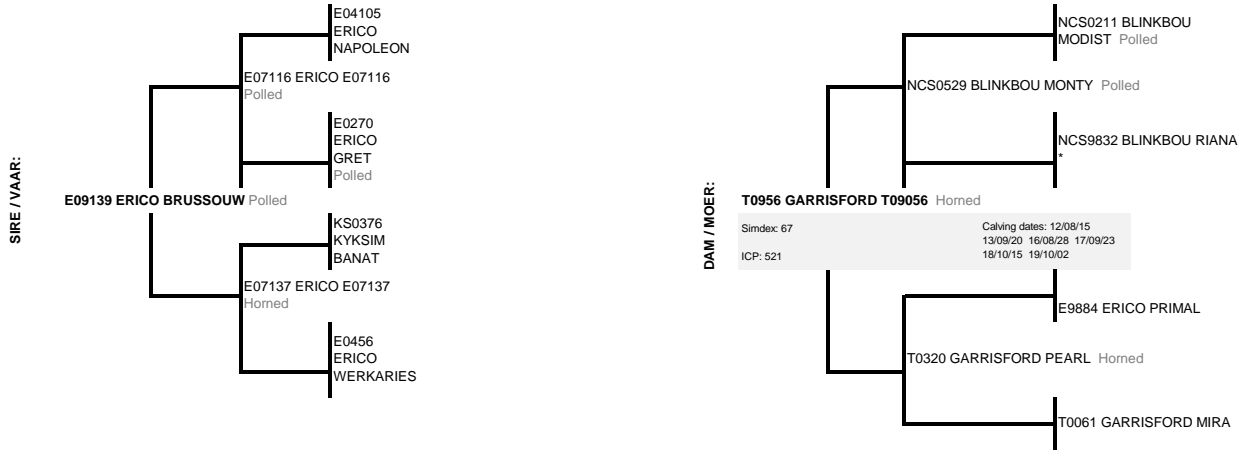 SIRE / VAAR:
E04105
ERICO
NAPOLEON
E07116 ERICO E07116
Polled
E0270
ERICO
GRET
Polled
E09139 ERICO BRUSSOUW Polled
KS0376
KYKSIM
BANAT
E07137 ERICO E07137
Horned
E0456
ERICO
WERKARIES
DAM / MOER:
NCS0211 BLINKBOU
MODIST Polled
NCS0529 BLINKBOU MONTY Polled
NCS9832 BLINKBOU RIANA
*
T0956 GARRISFORD T09056 Horned
Simdex: 67
ICP: 521
Calving dates: 12/08/15
13/09/20 16/08/28 17/09/23
18/10/15 19/10/02
E9884 ERICO PRIMAL
T0320 GARRISFORD PEARL Horned
T0061 GARRISFORD MIRA